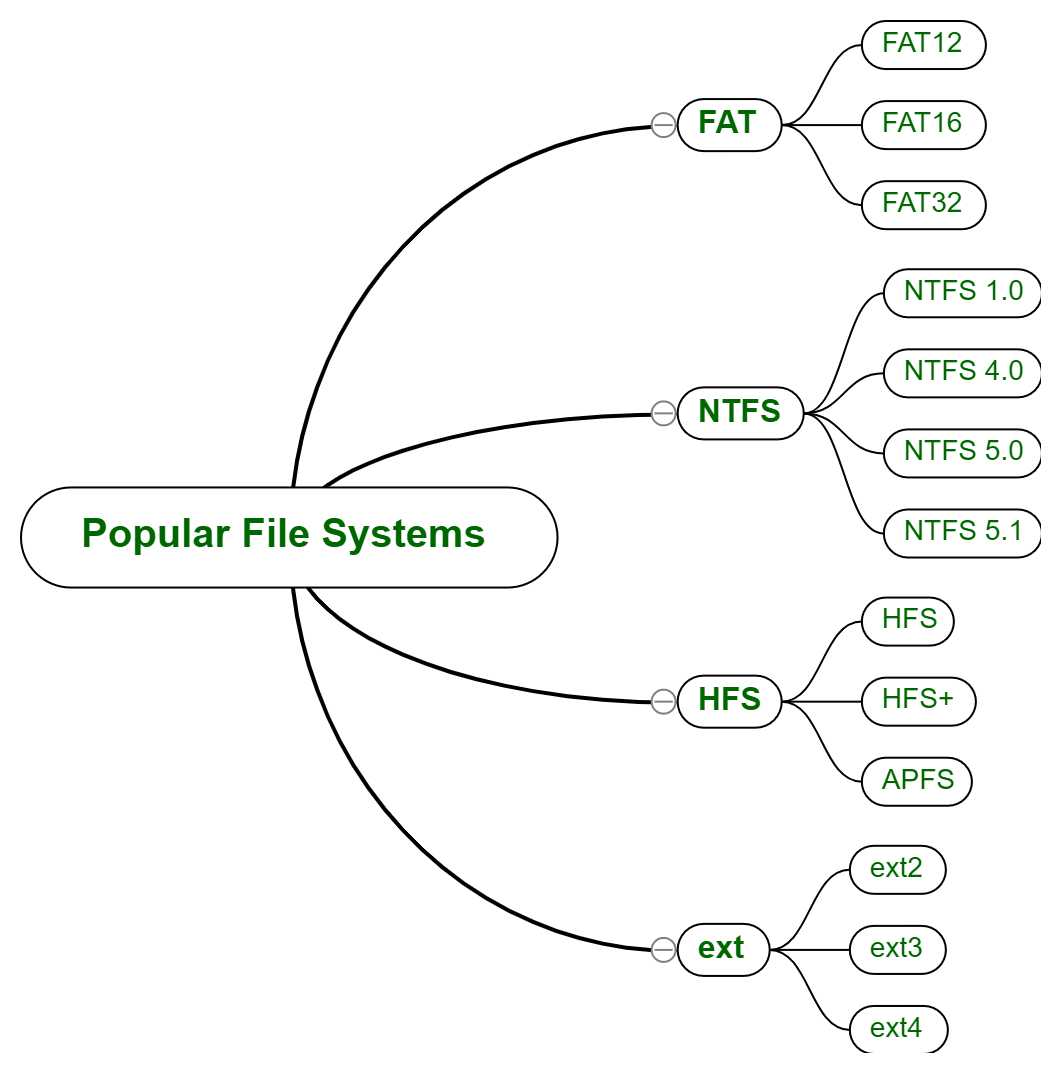 Popular File Systems
FAT
FAT12
FAT16
FAT32
NTFS
NTFS 1.0
NTFS 4.0
NTFS 5.0
NTFS 5.1
HFS
HFS
HFS+
APFS
ext
ext2
ext3
ext4